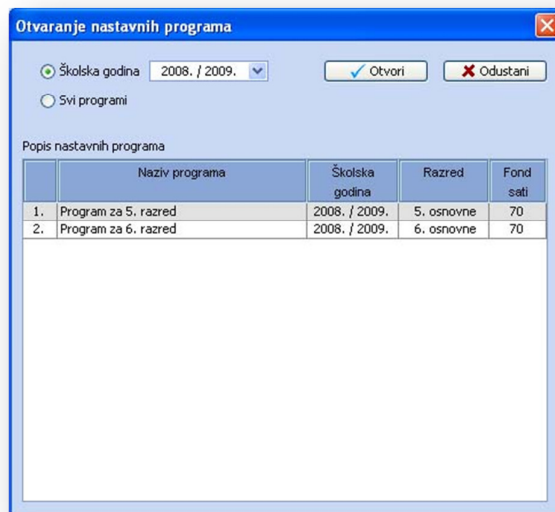 Otvaranje nastavnih programa
Školska godina 2008. / 2009. Otvori Odustani
Svi programi
Popis nastavnih programa
Naziv programa Školska godina Razred Fond sati
1. Program za 5. razred 2008. / 2009. 5. osnovne 70
2. Program za 6. razred 2008. / 2009. 6. osnovne 70